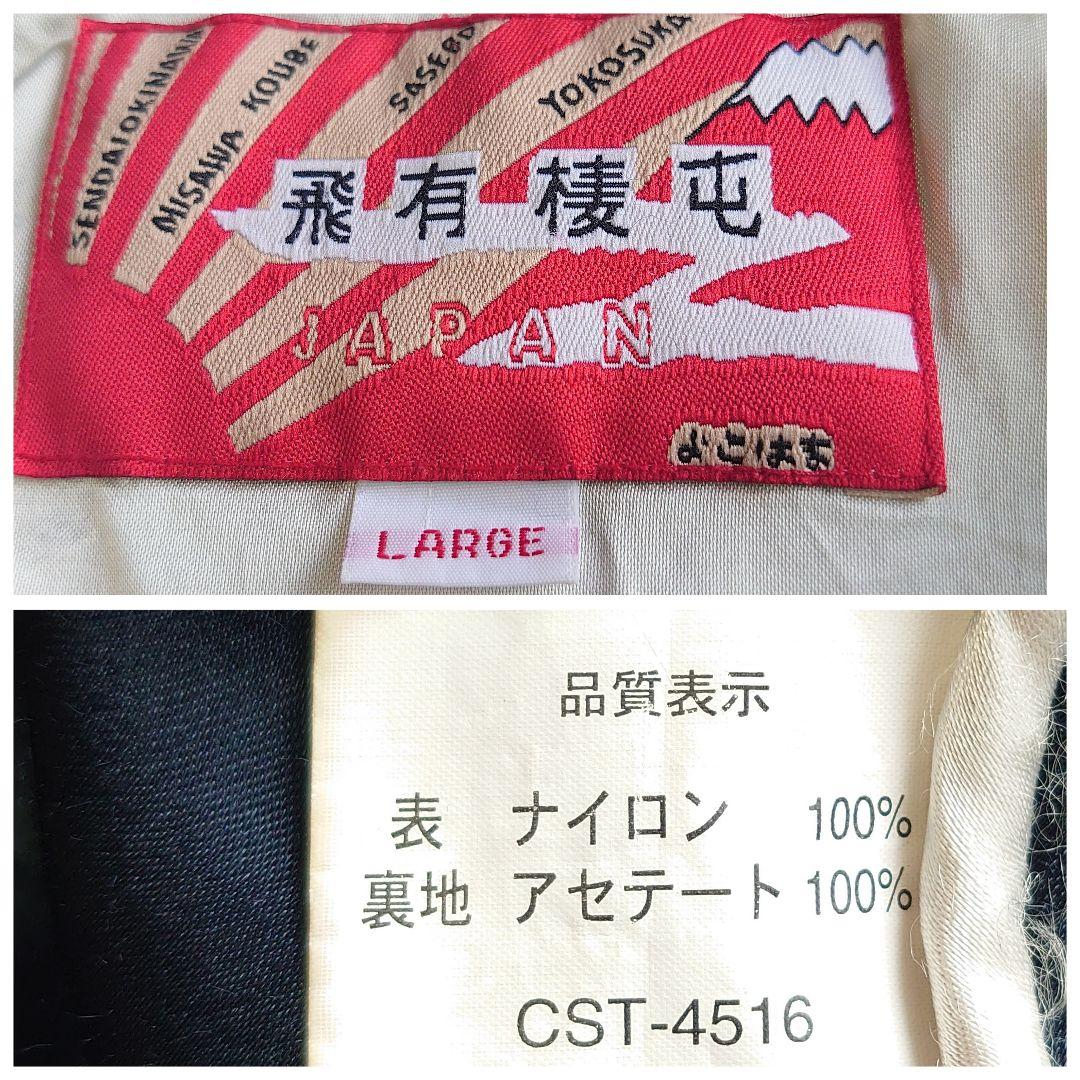 SENDAI OKINAWA
MISAWA KOUBE
SASEBO
YOKOSUKA
飛有棲屯
JAPAN
よこはま
LARGE
品質表示
表 ナイロン 100%
裏地 アセテート 100%
CST-4516